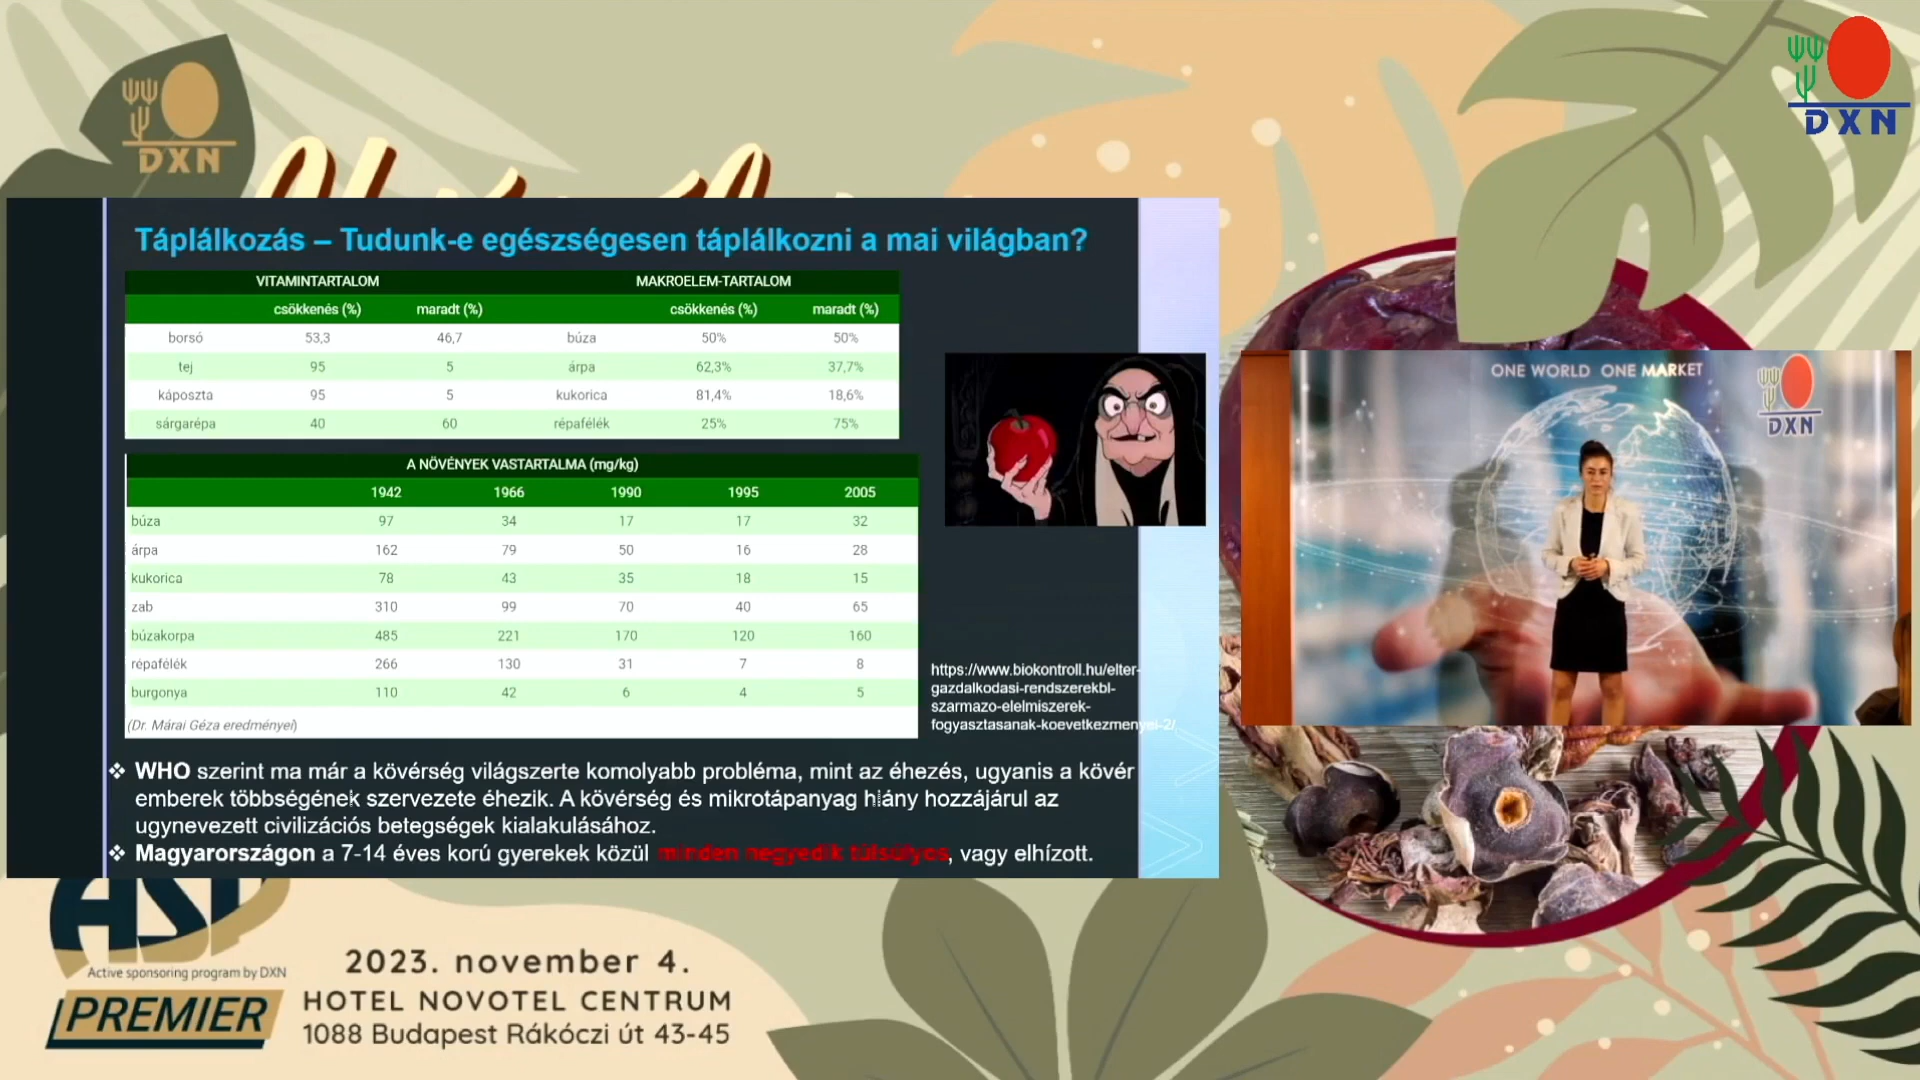 DXN
DXN
Táplálkozás – Tudunk-e egészségesen táplálkozni a mai világban?
VITAMINTARTALOM MAKROELEM-TARTALOM
csökkenés (%) maradt (%) csökkenés (%) maradt (%)
borsó 53,3 46,7 búza 50% 50%
tej 95 5 árpa 62,3% 37,7%
káposzta 95 5 kukorica 81,4% 18,6%
sárgarépa 40 60 répafélék 25% 75%
A NÖVÉNYEK VASTARTALMA (mg/kg)
1942 1966 1990 1995 2005
búza 97 34 17 17 32
árpa 162 79 50 16 28
kukorica 78 43 35 18 15
zab 310 99 70 40 65
búzakorpa 485 221 170 120 160
répafélék 266 130 31 7 8
burgonya 110 42 6 4 5
(Dr. Márai Géza eredményei)
https://www.biokontroll.hu/elter-
gazdalkodasi-rendszerekbl-
szarmazo-elelmiszerek-
fogyasztasanak-koevetkezmenyei-2/
❖ WHO szerint ma már a kövérség világszerte komolyabb probléma, mint az éhezés, ugyanis a kövér
emberek többségének szervezete éhezik. A kövérség és mikrotápanyag hiány hozzájárul az
ugynevezett civilizációs betegségek kialakulásához.
❖ Magyarországon a 7-14 éves korú gyerekek közül minden negyedik túlsúlyos, vagy elhízott.
ONE WORLD ONE MARKET
DXN
ASP
Active sponsoring program by DXN
PREMIER
2023. november 4.
HOTEL NOVOTEL CENTRUM
1088 Budapest Rákóczi út 43-45